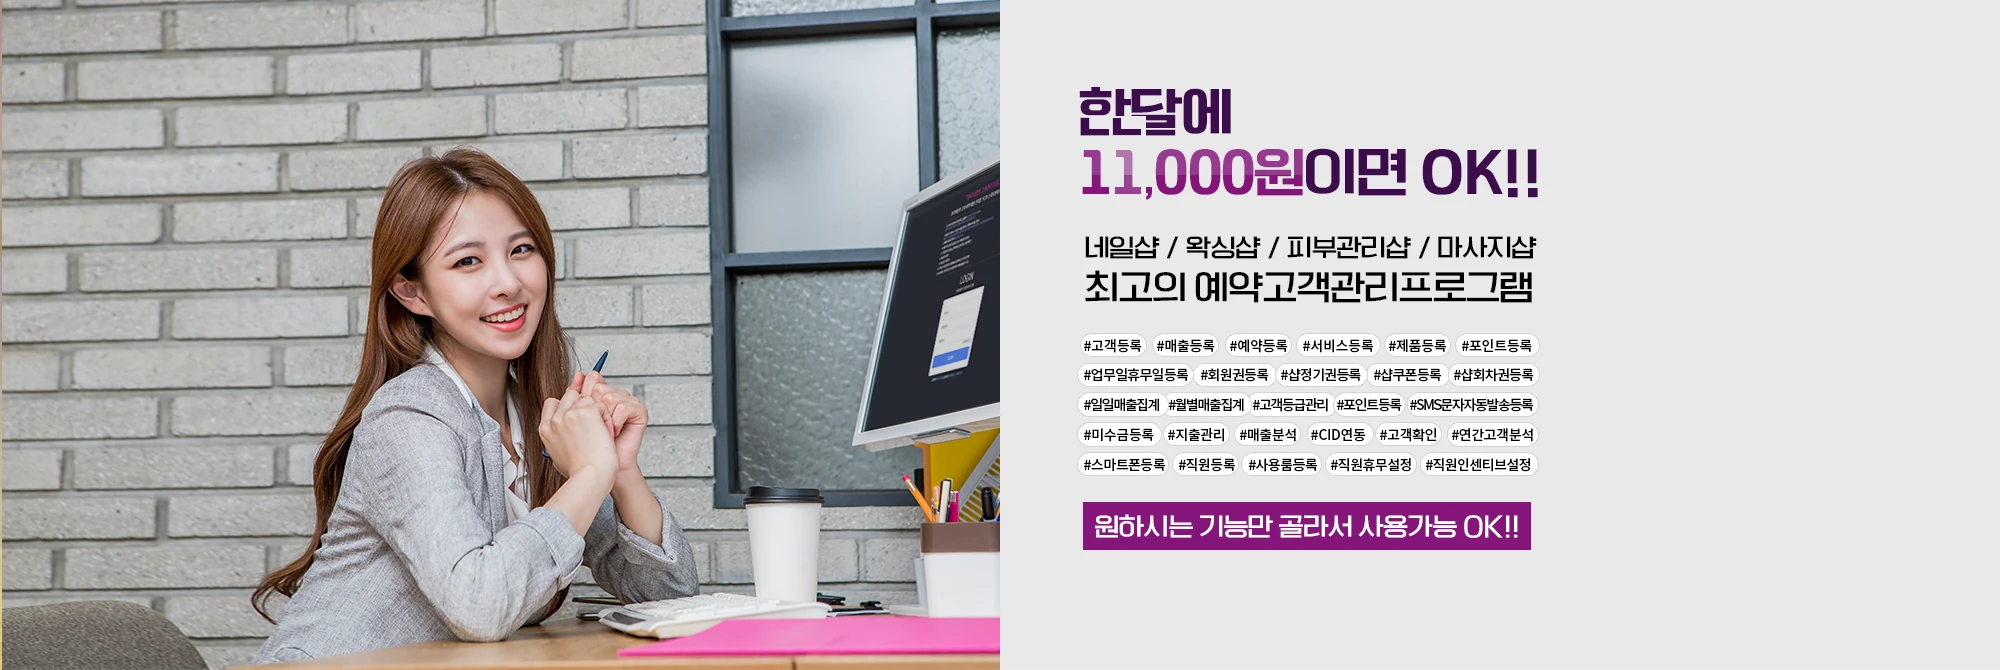 한달에
11,000원이면 OK!!
네일샵 / 왁싱샵 / 피부관리샵 / 마사지샵
최고의 예약고객관리프로그램
#고객등록 #매출등록 #예약등록 #서비스등록 #제품등록 #포인트등록
#업무일휴무일등록 #회원권등록 #샵정기권등록 #샵쿠폰등록 #샵회차권등록
#일일매출집계 #월별매출집계 #고객등급관리 #포인트등록 #SMS문자자동발송등록
#미수금등록 #지출관리 #매출분석 #CID연동 #고객확인 #연간고객분석
#스마트폰등록 #직원등록 #사용룸등록 #직원휴무설정 #직원인센티브설정
원하시는 기능만 골라서 사용가능 OK!!
LOGIN